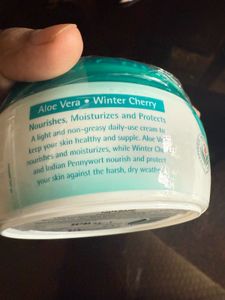 Aloe Vera • Winter Cherry
Nourishes, Moisturizes and Protects
A light and non-greasy daily-use cream to
keep your skin healthy and supple. Aloe Vera
nourishes and moisturizes, while Winter Cherry
and Indian Pennywort nourish and protect
your skin against the harsh, dry weather.